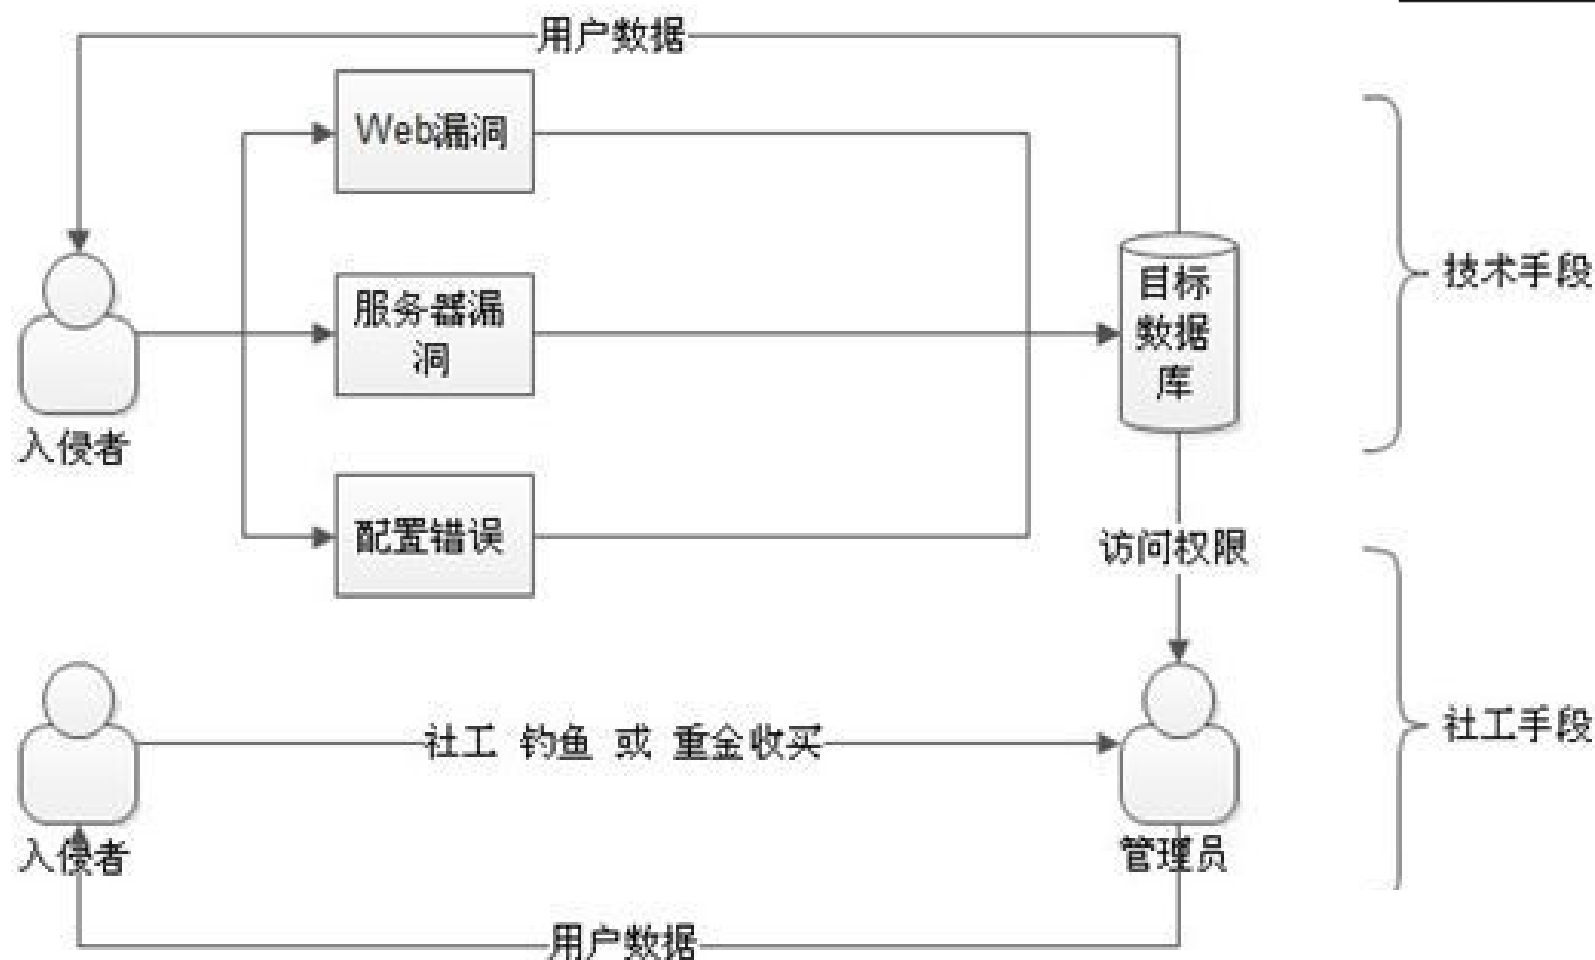 用户数据
Web漏洞
服务器漏
洞
配置错误
入侵者
目标
数据
库
技术手段
访问权限
社工 钓鱼 或 重金收买
入侵者
管理员
社工手段
用户数据